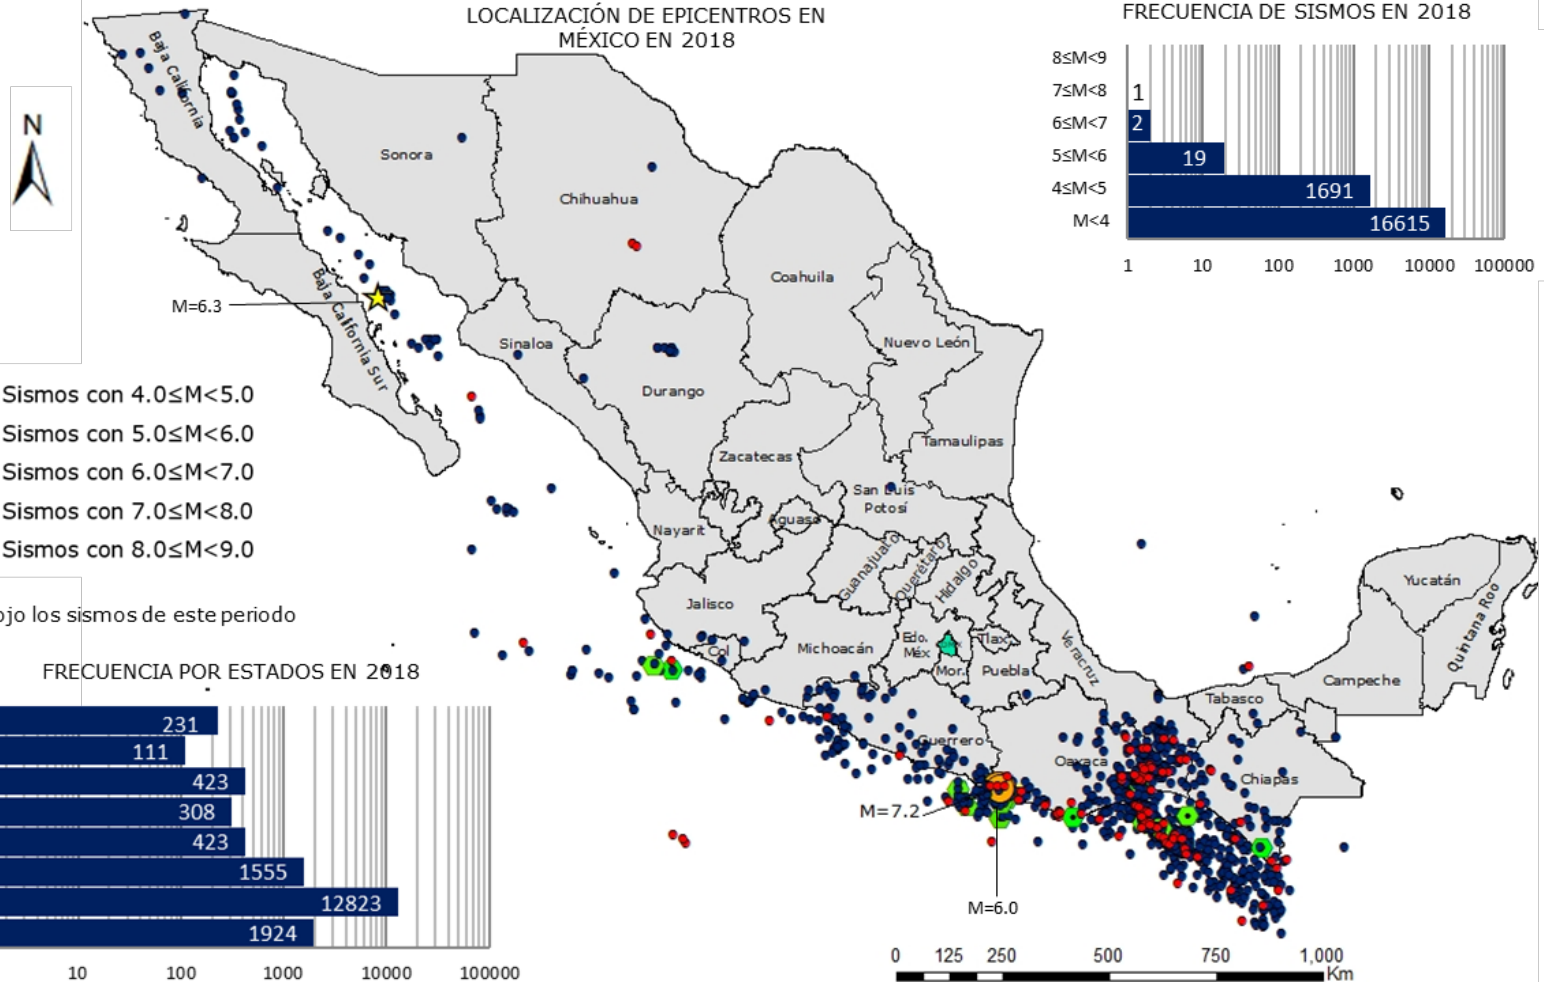 LOCALIZACIÓN DE EPICENTROS EN
MÉXICO EN 2018
FRECUENCIA DE SISMOS EN 2018
8≤M<9
7≤M<8
1
6≤M<7
2
5≤M<6
19
4≤M<5
1691
M<4
16615
1 10 100 1000 10000 100000
N
Baja California
Sonora
Chihuahua
Coahuila
M=6.3
Baja California Sur
Sinaloa
Nuevo León
Durango
Tamaulipas
Zacatecas
San Luis
Potosí
Nayarit
Aguasc
Guanajuato
Querétaro
Hidalgo
Yucatán
Quintana Roo
Jalisco
Col
Michoacán
Edo.
Méx
Tlax.
Mor.
Puebla
Veracruz
Campeche
Tabasco
Guerrero
Oaxaca
Chiapas
M=7.2
M=6.0
Sismos con 4.0≤M<5.0
Sismos con 5.0≤M<6.0
Sismos con 6.0≤M<7.0
Sismos con 7.0≤M<8.0
Sismos con 8.0≤M<9.0
ojo los sismos de este periodo
FRECUENCIA POR ESTADOS EN 2018
231
111
423
308
423
1555
12823
1924
10 100 1000 10000 100000
0 125 250 500 750 1,000
Km